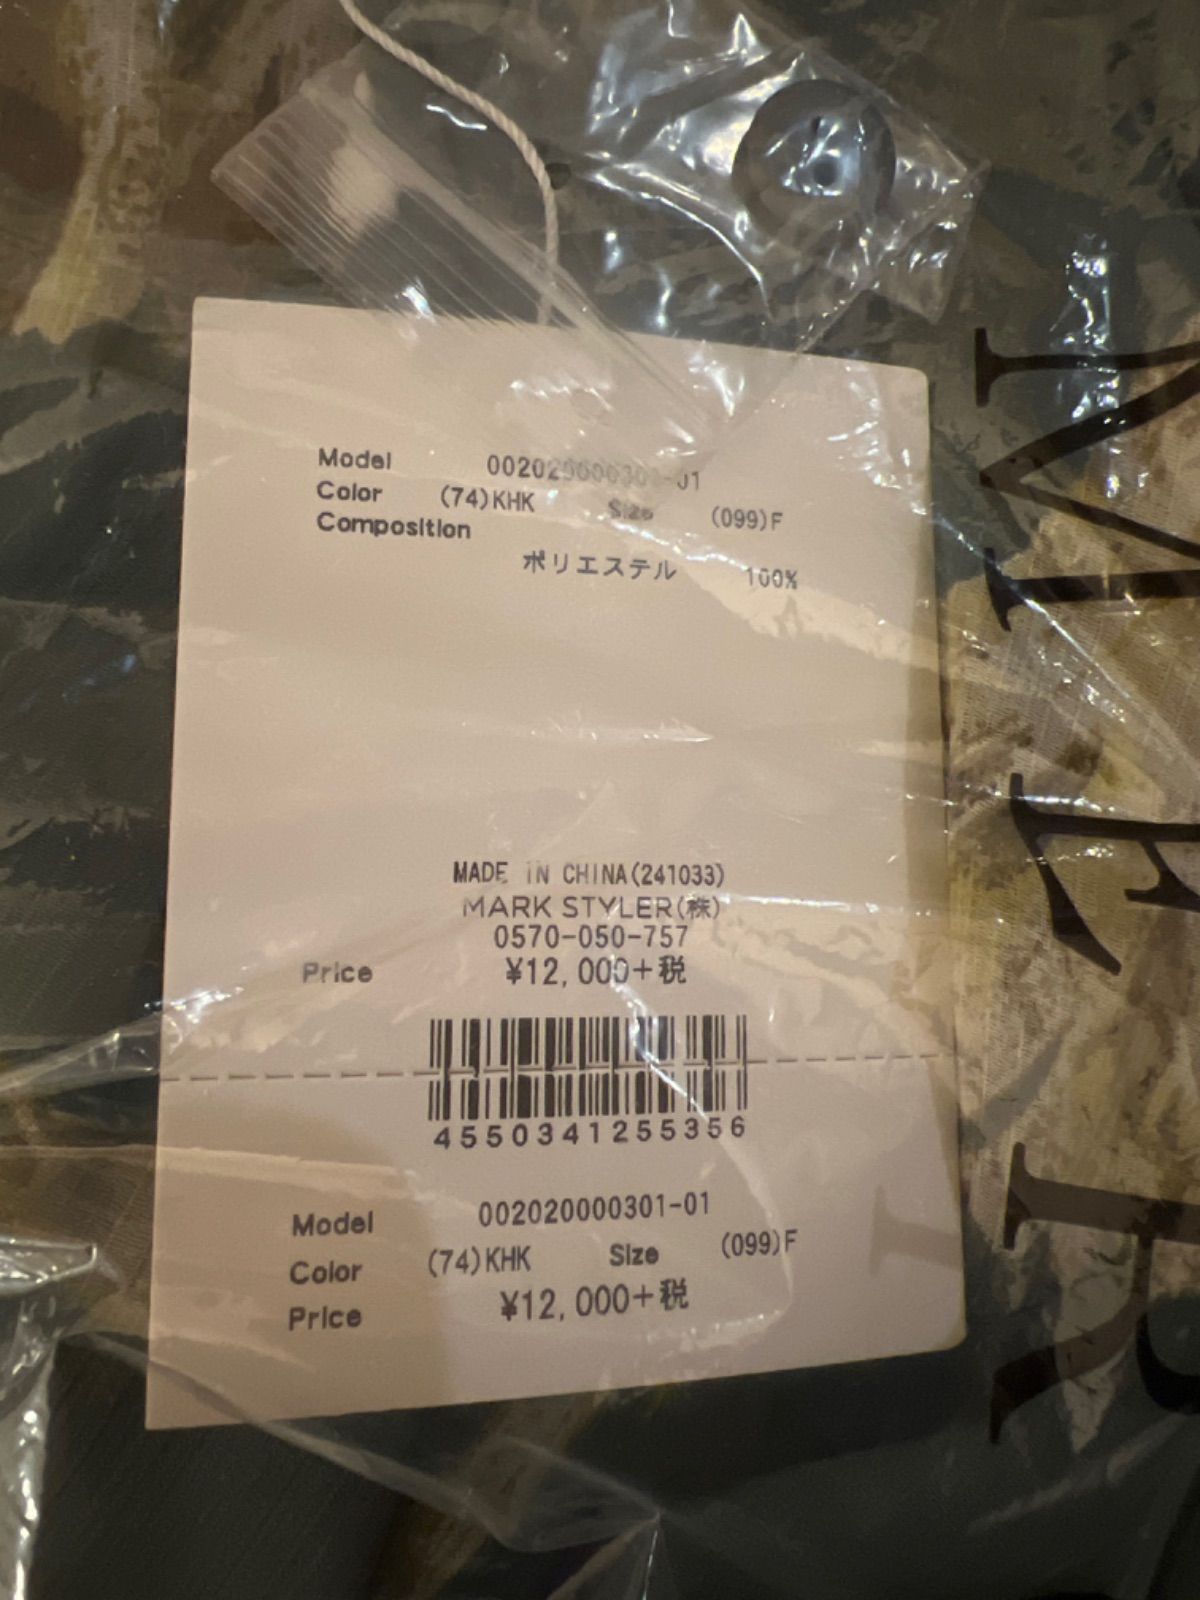 Model 002020000301-01
Color (74)KHK Size (099)F
Composition
ポリエステル 100%
MADE IN CHINA(241033)
MARK STYLER(株)
0570-050-757
Price ¥12,000+税
4550341255356
Model 002020000301-01
Color (74)KHK Size (099)F
Price ¥12,000+税